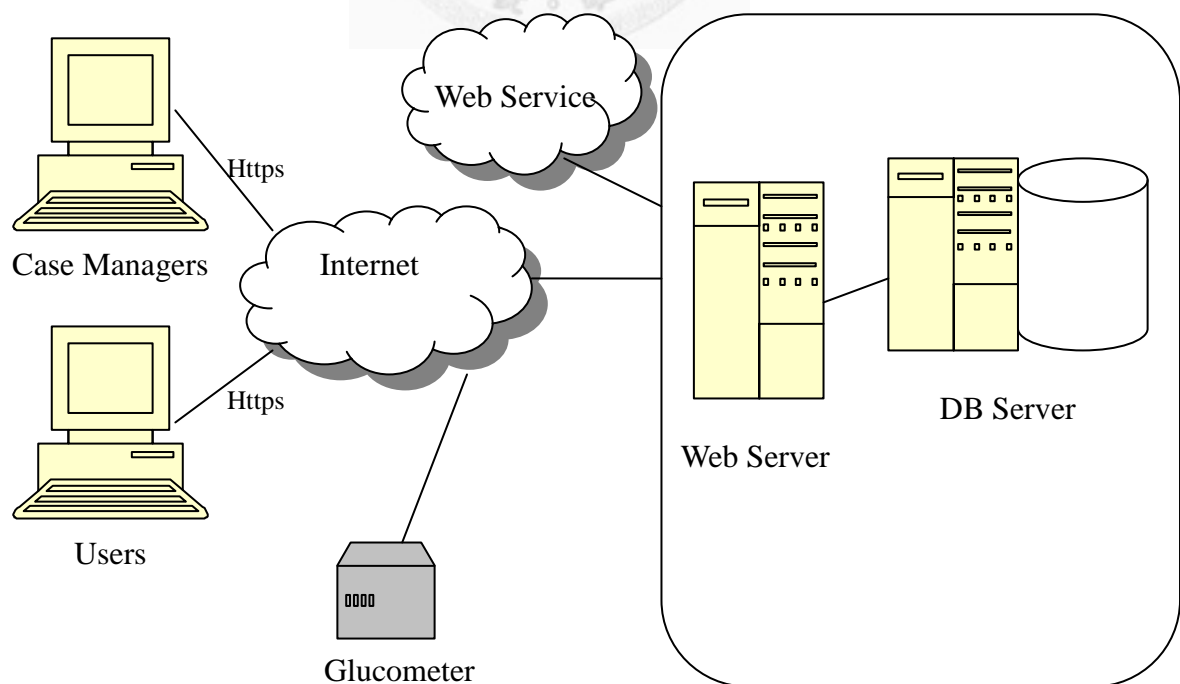 Web Service
Https
Case Managers
Internet
Https
DB Server
Web Server
Users
Glucometer